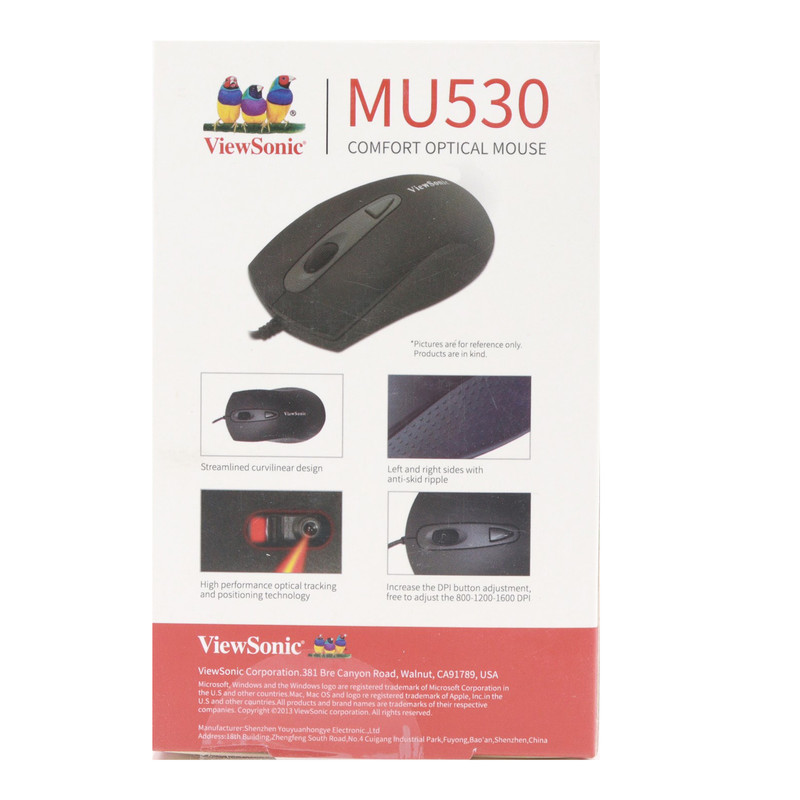 ViewSonic®
MU530
COMFORT OPTICAL MOUSE
ViewSonic
*Pictures are for reference only.
Products are in kind.
ViewSonic
Streamlined curvilinear design
Left and right sides with
anti-skid ripple
High performance optical tracking
and positioning technology
Increase the DPI button adjustment,
free to adjust the 800-1200-1600 DPI
ViewSonic®
ViewSonic Corporation.381 Bre Canyon Road, Walnut, CA91789, USA
Microsoft, Windows and the Windows logo are registered trademark of Microsoft Corporation in
the U.S and other countries.Mac, Mac OS and logo re registered trademark of Apple, Inc.in the
U.S and other cquntries.All products and brand names are trademarks of their respective
companies. Copyright ©2013 ViewSonic corporation. All rights reserved.
Manufacturer:Shenzhen Youyuanhongye Electronic.,Ltd
Address:18th Building,Zhengfeng South Road,No.4 Cuigang Industrial Park,Fuyong,Bao'an,Shenzhen,China